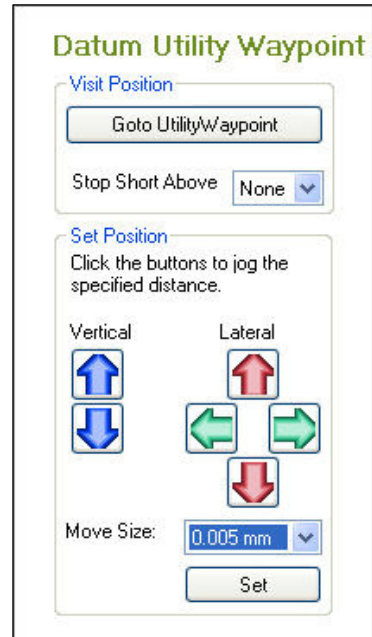 Datum Utility Waypoint
Visit Position
Goto UtilityWaypoint
Stop Short Above None
Set Position
Click the buttons to jog the
specified distance.
Vertical Lateral
Move Size: 0.005 mm
Set